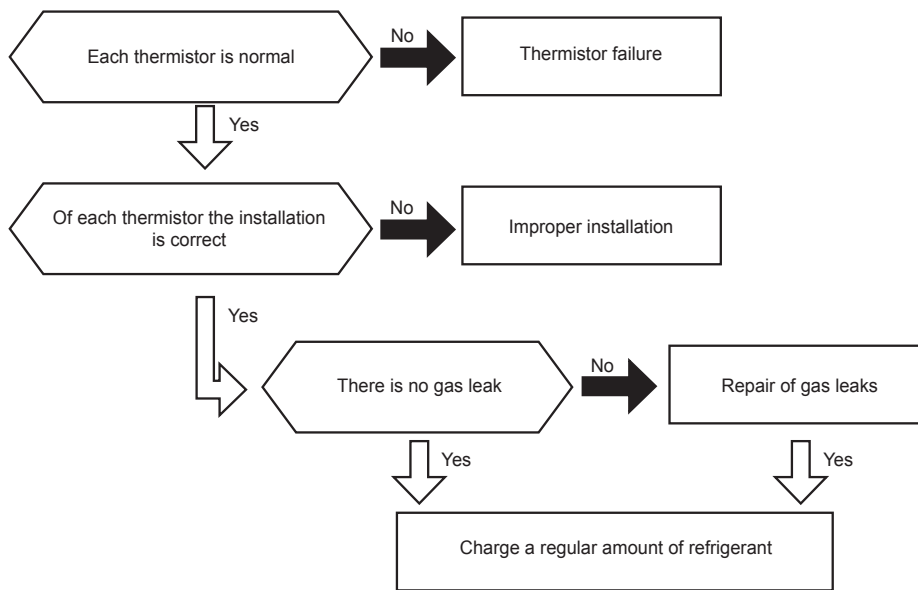 Each thermistor is normal
No
Thermistor failure
Yes
Of each thermistor the installation
is correct
No
Improper installation
Yes
There is no gas leak
No
Repair of gas leaks
Yes
Yes
Charge a regular amount of refrigerant